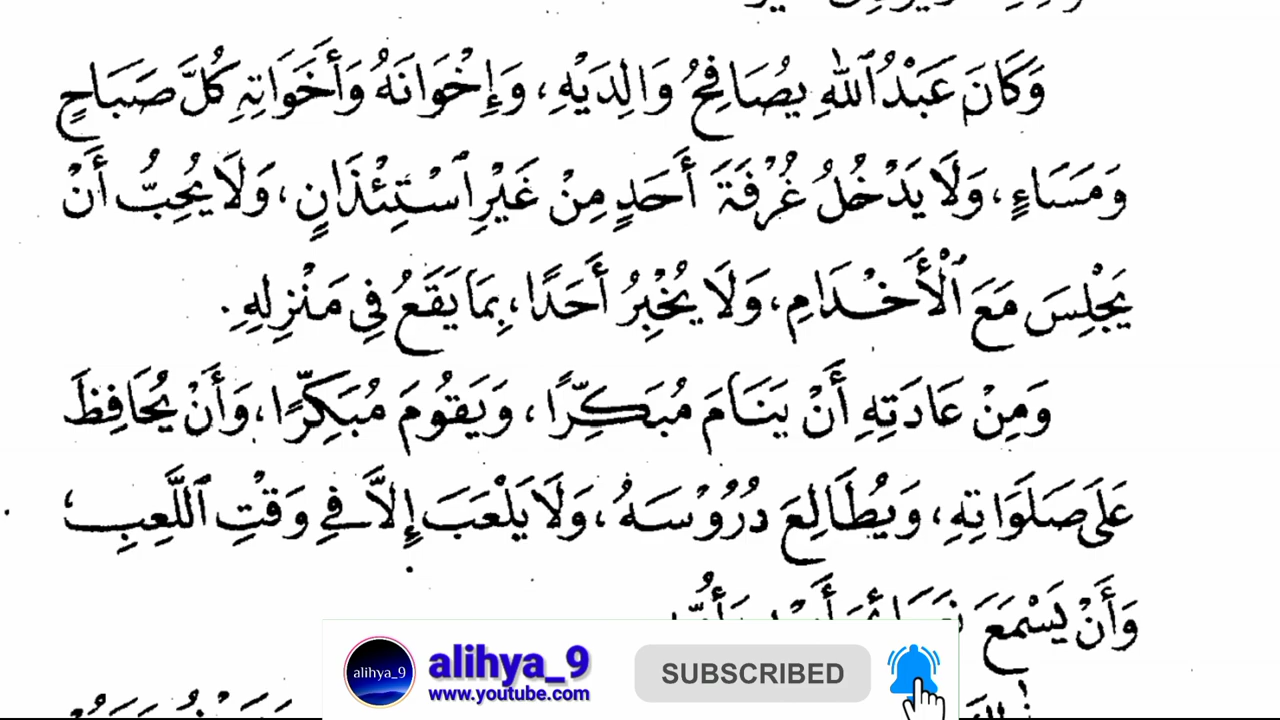 وَكَانَ عَبْدُ ٱللّٰهِ يُصَافِحُ وَالِدَيْهِ، وَإِخْوَانَهُ وَأَخَوَاتِهِ كُلَّ صَبَاحٍ
وَمَسَاءٍ، وَلَا يَدْخُلُ غُرْفَةَ أَحَدٍ مِنْ غَيْرِ ٱسْتِئْذَانٍ، وَلَا يُحِبُّ أَنْ
يَجْلِسَ مَعَ ٱلْأَخْدَامِ، وَلَا يُخْبِرُ أَحَدًا، بِمَا يَقَعُ فِي مَنْزِلِهِ.
وَمِنْ عَادَتِهِ أَنْ يَنَامَ مُبَكِّرًا، وَيَقُومَ مُبَكِّرًا، وَأَنْ يُحَافِظَ
عَلَى صَلَوَاتِهِ، وَيُطَالِعَ دُرُوْسَهُ، وَلَا يَلْعَبَ إِلَّا فِي وَقْتِ ٱللَّعِبِ،
وَأَنْ يَسْمَعَ
alihya_9
alihya_9
www.youtube.com
SUBSCRIBED